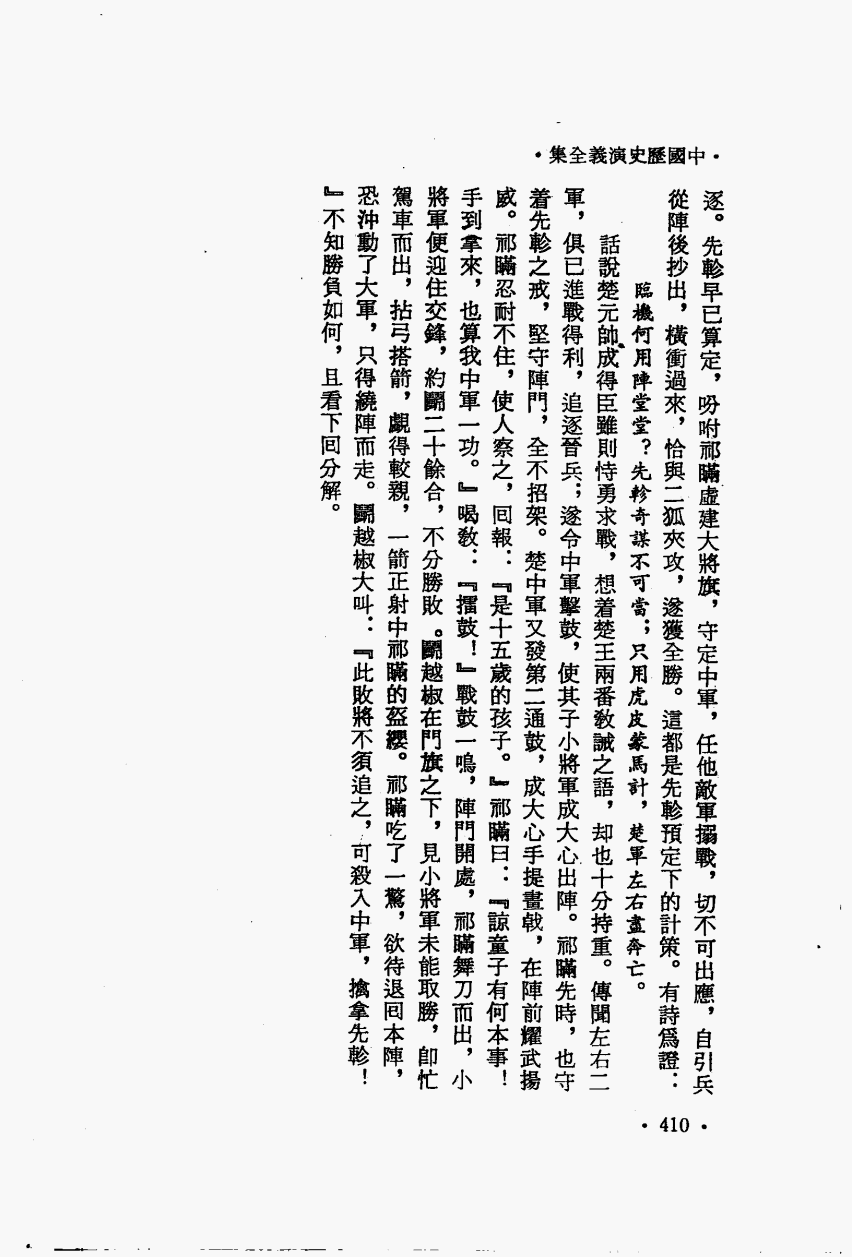 ·中國歷史演義全集·
逐。先軫早已算定，吩咐祁瞞虛建大將旗，守定中軍，任他敵軍搦戰，切不可出應，自引兵
從陣後抄出，橫衝過來，恰與二狐夾攻，遂獲全勝。這都是先軫預定下的計策。有詩爲證：
臨機何用陣堂堂？先軫奇謀不可當；只用虎皮蒙馬計，楚軍左右盡奔亡。
話說楚元帥成得臣雖則恃勇求戰，想着楚王兩番教誡之語，却也十分持重。傳聞左右二
軍，俱已進戰得利，追逐晉兵；遂令中軍擊鼓，使其子小將軍成大心出陣。祁瞞先時，也守
着先軫之戒，堅守陣門，全不招架。楚中軍又發第二通鼓，成大心手提畫戟，在陣前耀武揚
威。祁瞞忍耐不住，使人察之，回報：『是十五歲的孩子。』祁瞞曰：『諒童子有何本事！
手到拿來，也算我中軍一功。』喝教：『擂鼓！』戰鼓一鳴，陣門開處，祁瞞舞刀而出，小
將軍便迎住交鋒，約鬭二十餘合，不分勝敗。鬭越椒在門旗之下，見小將軍未能取勝，卽忙
駕車而出，拈弓搭箭，覷得較親，一箭正射中祁瞞的盔纓。祁瞞吃了一驚，欲待退回本陣，
恐沖動了大軍，只得繞陣而走。鬭越椒大叫：『此敗將不須追之，可殺入中軍，擒拿先軫！
』不知勝負如何，且看下回分解。
·410·